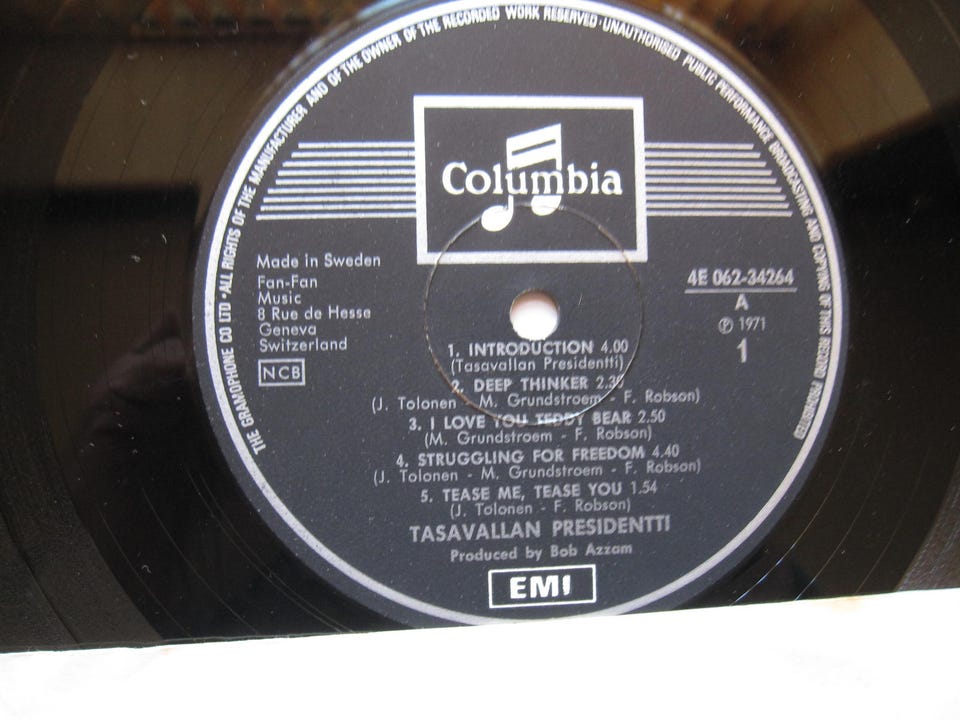 THE GRAMOPHONE CO LTD • ALL RIGHTS OF THE MANUFACTURER AND OF THE OWNER OF THE RECORDED WORK RESERVED • UNAUTHORISED PUBLIC PERFORMANCE BROADCASTING AND COPYING OF THIS RECORD PROHIBITED
Columbia
Made in Sweden
Fan-Fan
Music
8 Rue de Hesse
Geneva
Switzerland
NCB
4E 062-34264
A
℗ 1971
1
1. INTRODUCTION 4.00
(Tasavallan Presidentti)
2. DEEP THINKER 2.35
(J. Tolonen - M. Grundstroem - F. Robson)
3. I LOVE YOU TEDDY BEAR 2.50
(M. Grundstroem - F. Robson)
4. STRUGGLING FOR FREEDOM 4.40
(J. Tolonen - M. Grundstroem - F. Robson)
5. TEASE ME, TEASE YOU 1.54
(J. Tolonen - F. Robson)
TASAVALLAN PRESIDENTTI
Produced by Bob Azzam
EMI